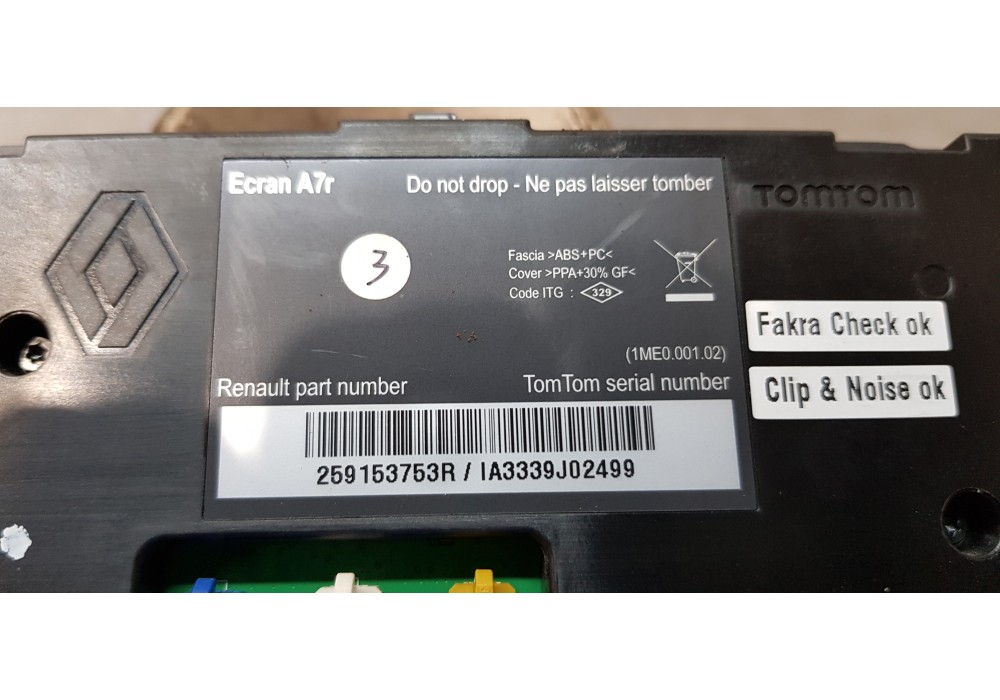 Ecran A7r
Do not drop - Ne pas laisser tomber
TOMTOM
3
Fascia >ABS+PC<
Cover >PPA+30% GF<
Code ITG : 329
Fakra Check ok
(1ME0.001.02)
Renault part number
TomTom serial number
Clip & Noise ok
259153753R / IA3339J02499